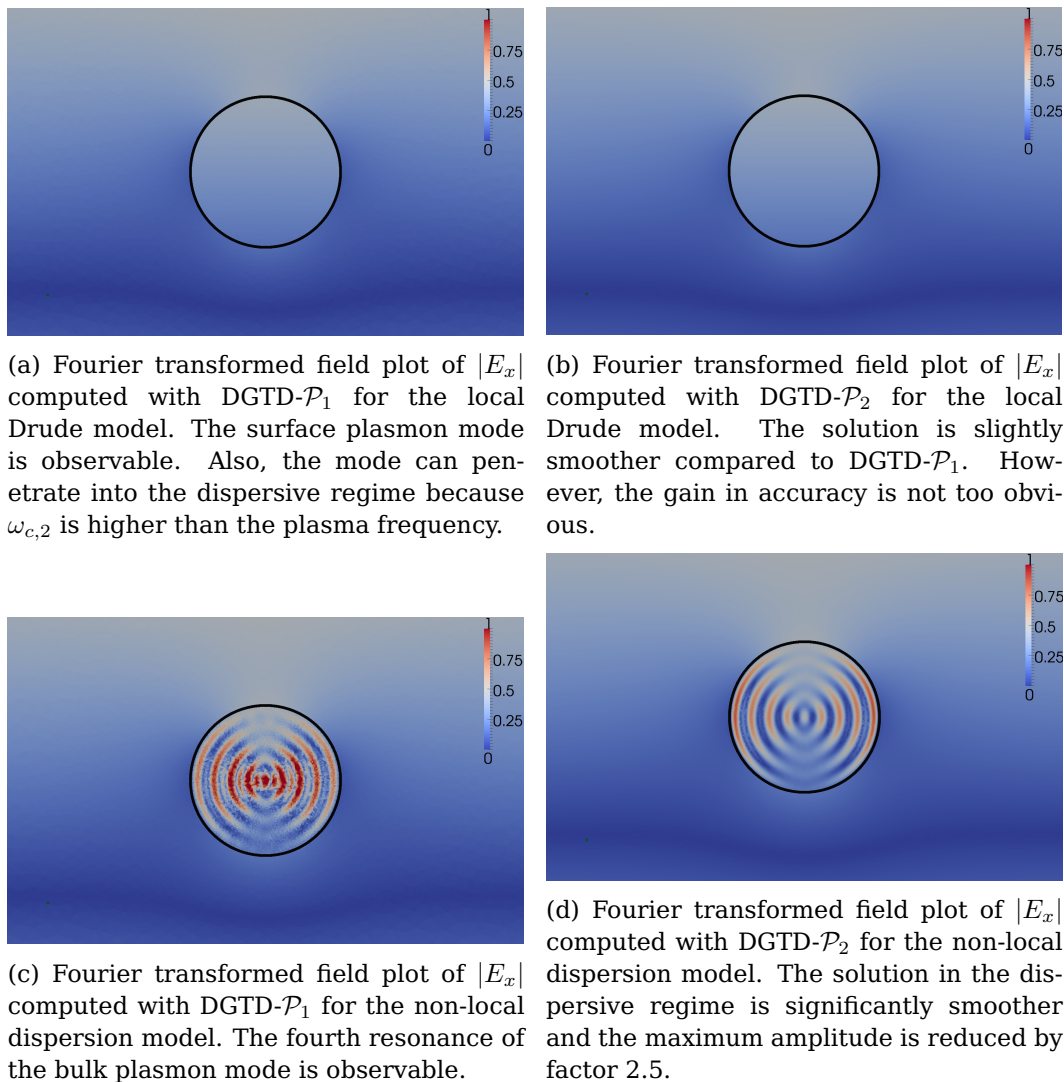 1
0.75
0.5
0.25
0
(a) Fourier transformed field plot of |E_x|
computed with DGTD-𝒫_1 for the local
Drude model. The surface plasmon mode
is observable. Also, the mode can pen-
etrate into the dispersive regime because
ω_{c,2} is higher than the plasma frequency.
1
0.75
0.5
0.25
0
(b) Fourier transformed field plot of |E_x|
computed with DGTD-𝒫_2 for the local
Drude model. The solution is slightly
smoother compared to DGTD-𝒫_1. How-
ever, the gain in accuracy is not too obvi-
ous.
1
0.75
0.5
0.25
0
(c) Fourier transformed field plot of |E_x|
computed with DGTD-𝒫_1 for the non-local
dispersion model. The fourth resonance of
the bulk plasmon mode is observable.
1
0.75
0.5
0.25
0
(d) Fourier transformed field plot of |E_x|
computed with DGTD-𝒫_2 for the non-local
dispersion model. The solution in the dis-
persive regime is significantly smoother
and the maximum amplitude is reduced by
factor 2.5.